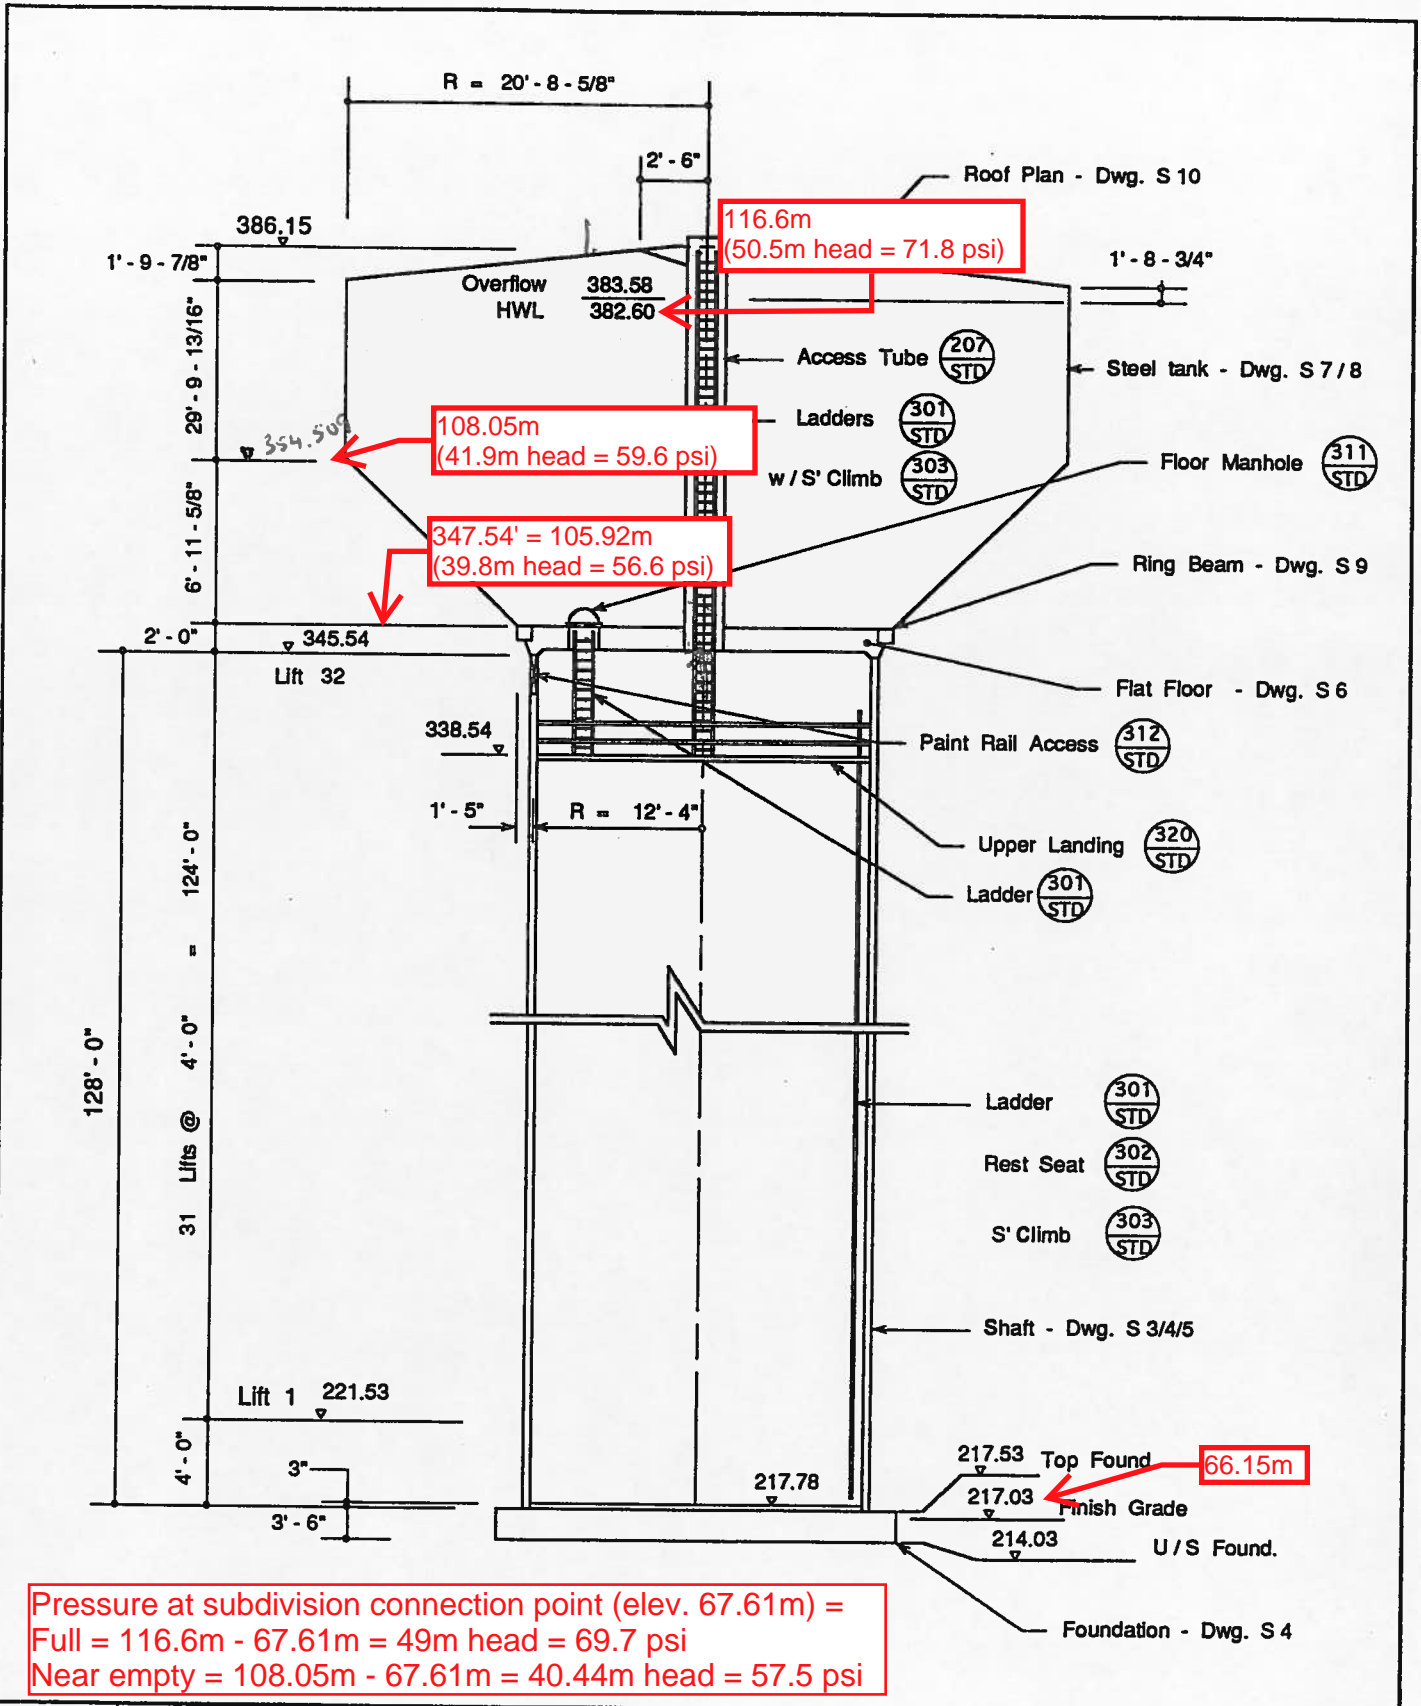 R = 20' - 8 - 5/8"
2' - 6"
Roof Plan - Dwg. S 10
386.15
116.6m
(50.5m head = 71.8 psi)
1' - 9 - 7/8"
1' - 8 - 3/4"
Overflow 383.58
HWL 382.60
29' - 9 - 13/16"
Access Tube 207 STD
Steel tank - Dwg. S 7 / 8
354.509
108.05m
(41.9m head = 59.6 psi)
Ladders 301 STD
w / S' Climb 303 STD
Floor Manhole 311 STD
6' - 11 - 5/8"
347.54' = 105.92m
(39.8m head = 56.6 psi)
Ring Beam - Dwg. S 9
2' - 0"
345.54
Lift 32
Flat Floor - Dwg. S 6
338.54
Paint Rail Access 312 STD
1' - 5"
R = 12' - 4"
Upper Landing 320 STD
Ladder 301 STD
128' - 0"
31 Lifts @ 4' - 0" = 124' - 0"
Ladder 301 STD
Rest Seat 302 STD
S' Climb 303 STD
Shaft - Dwg. S 3/4/5
Lift 1 221.53
4' - 0"
3"
3' - 6"
217.78
217.53 Top Found
66.15m
217.03 Finish Grade
214.03 U / S Found.
Foundation - Dwg. S 4
Pressure at subdivision connection point (elev. 67.61m) =
Full = 116.6m - 67.61m = 49m head = 69.7 psi
Near empty = 108.05m - 67.61m = 40.44m head = 57.5 psi